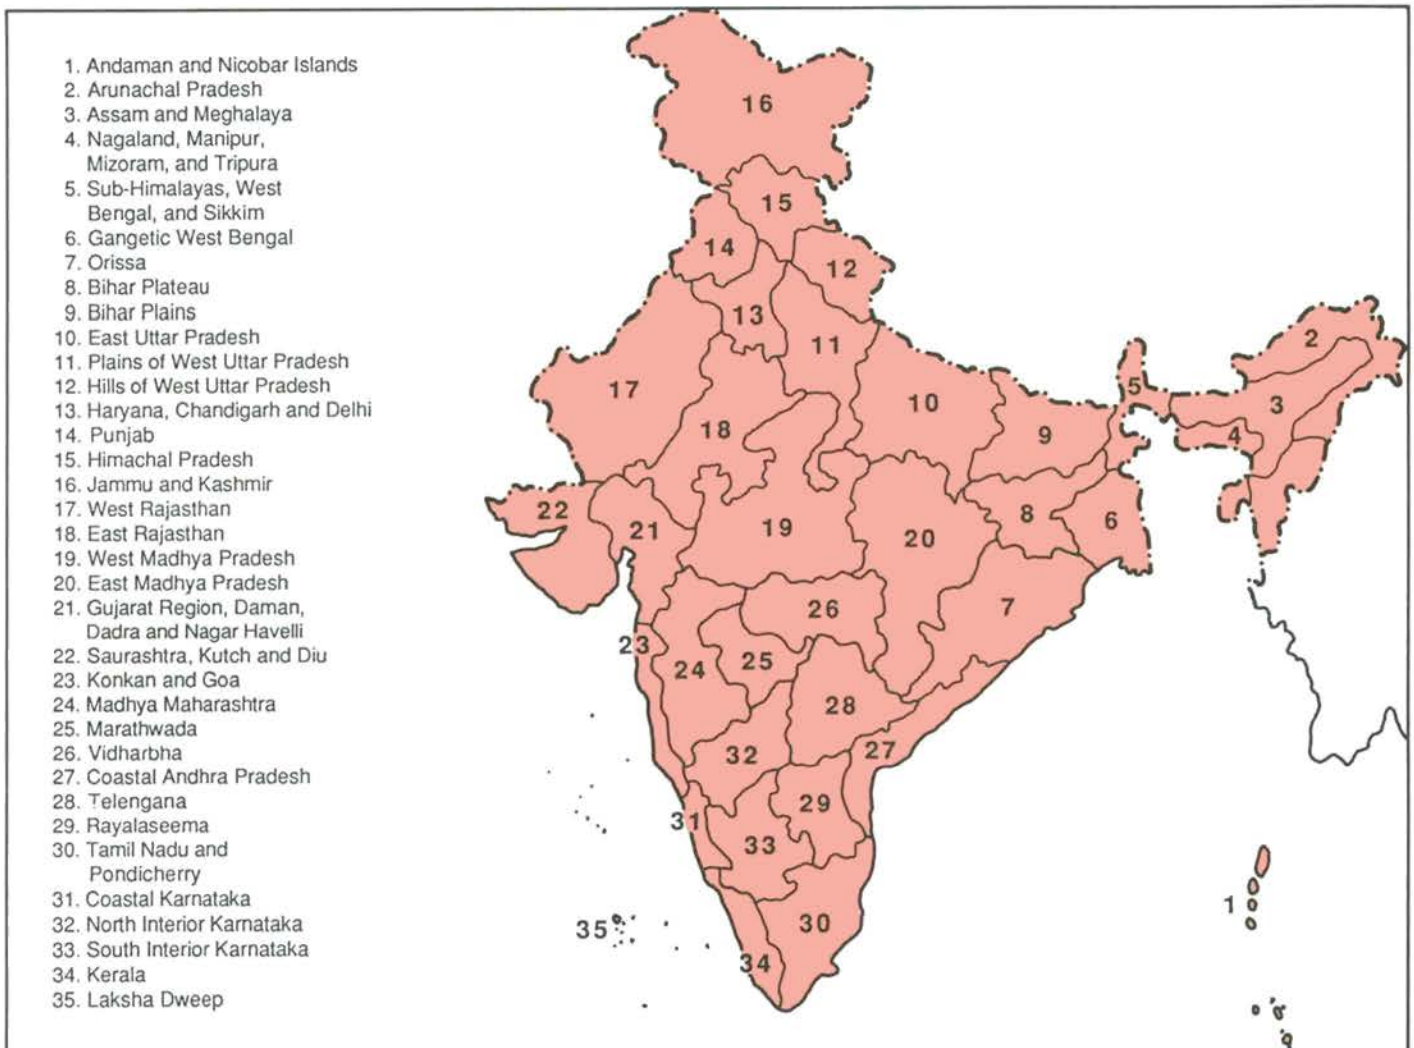 1. Andaman and Nicobar Islands
2. Arunachal Pradesh
3. Assam and Meghalaya
4. Nagaland, Manipur,
Mizoram, and Tripura
5. Sub-Himalayas, West
Bengal, and Sikkim
6. Gangetic West Bengal
7. Orissa
8. Bihar Plateau
9. Bihar Plains
10. East Uttar Pradesh
11. Plains of West Uttar Pradesh
12. Hills of West Uttar Pradesh
13. Haryana, Chandigarh and Delhi
14. Punjab
15. Himachal Pradesh
16. Jammu and Kashmir
17. West Rajasthan
18. East Rajasthan
19. West Madhya Pradesh
20. East Madhya Pradesh
21. Gujarat Region, Daman,
Dadra and Nagar Havelli
22. Saurashtra, Kutch and Diu
23. Konkan and Goa
24. Madhya Maharashtra
25. Marathwada
26. Vidharbha
27. Coastal Andhra Pradesh
28. Telengana
29. Rayalaseema
30. Tamil Nadu and
Pondicherry
31. Coastal Karnataka
32. North Interior Karnataka
33. South Interior Karnataka
34. Kerala
35. Laksha Dweep
16
15
14
12
13
11
2
17
5
10
3
18
9
4
22
21
19
20
8
6
26
7
23
24
25
28
32
27
29
31
33
1
35
30
34